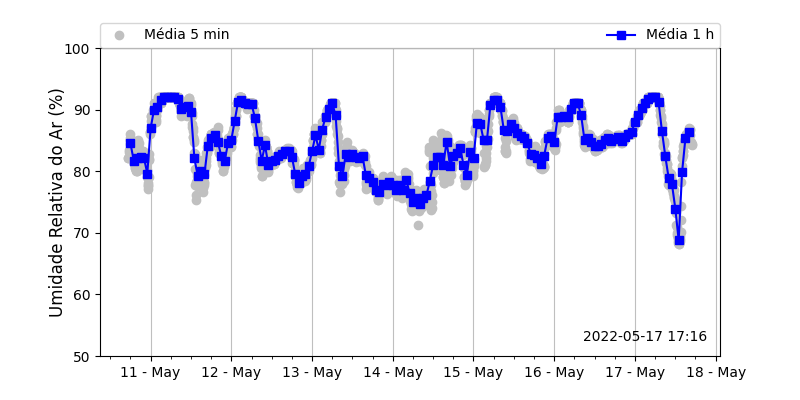 Média 5 min
Média 1 h
Umidade Relativa do Ar (%)
100
90
80
70
60
50
2022-05-17 17:16
11 - May
12 - May
13 - May
14 - May
15 - May
16 - May
17 - May
18 - May